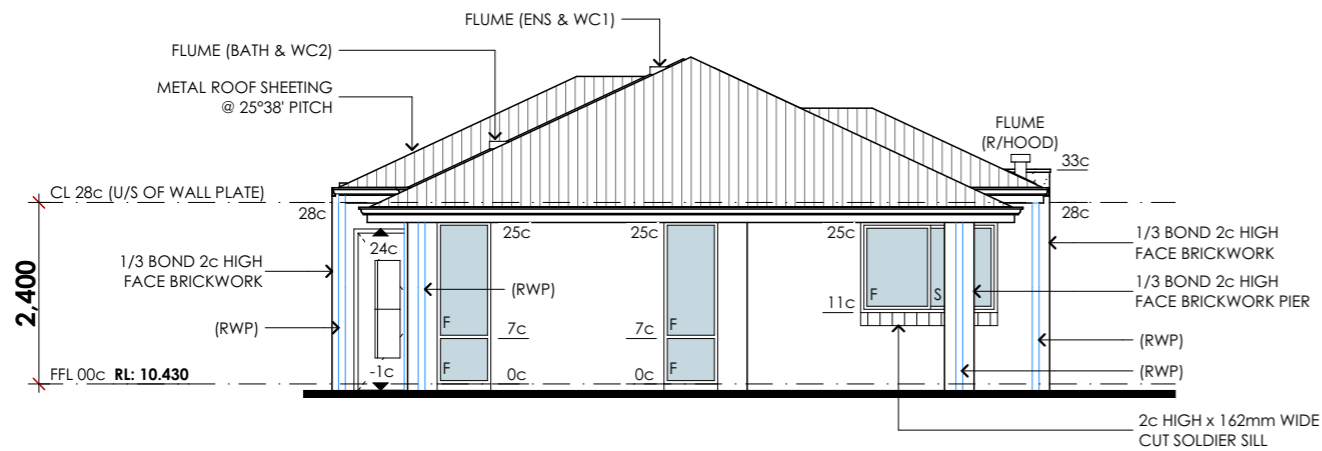 FLUME (ENS & WC1)
FLUME (BATH & WC2)
METAL ROOF SHEETING
@ 25°38' PITCH
FLUME
(R/HOOD)
33c
CL 28c (U/S OF WALL PLATE)
28c
28c
25c
25c
25c
24c
1/3 BOND 2c HIGH
FACE BRICKWORK
1/3 BOND 2c HIGH
FACE BRICKWORK
1/3 BOND 2c HIGH
FACE BRICKWORK PIER
2,400
(RWP)
F
S
11c
(RWP)
F
7c
7c
F
(RWP)
(RWP)
FFL 00c RL: 10.430
-1c
F
0c
0c
F
2c HIGH x 162mm WIDE
CUT SOLDIER SILL